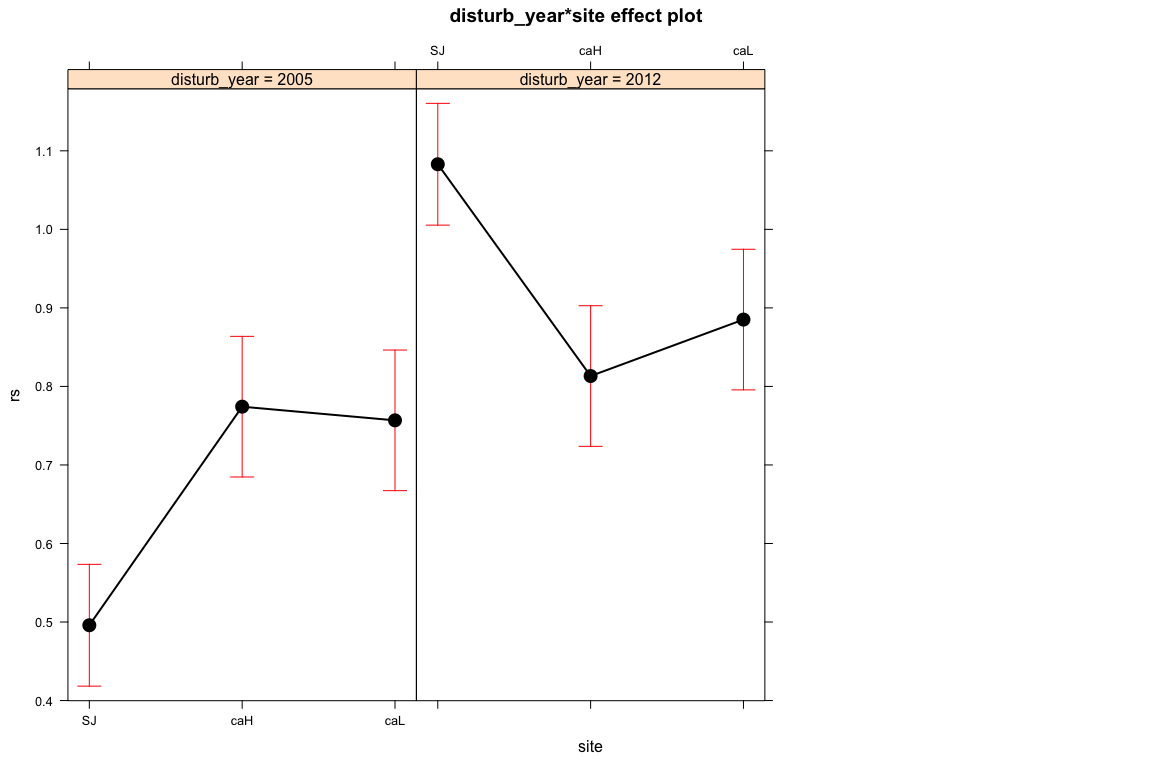 disturb_year*site effect plot
SJ caH caL
disturb_year = 2005 disturb_year = 2012
1.1
1.0
0.9
0.8
0.7
0.6
0.5
0.4
rs
SJ caH caL
site